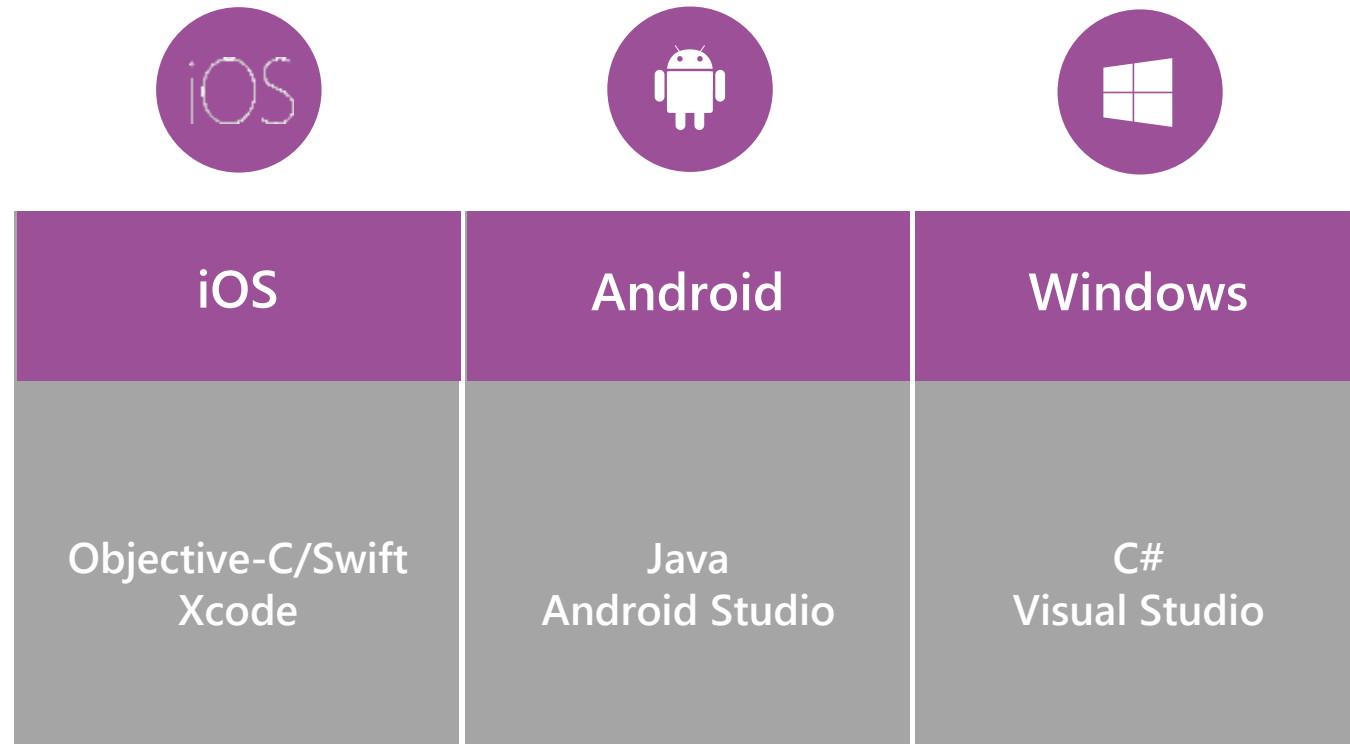 iOS
iOS
Android
Windows
Objective-C/Swift
Xcode
Java
Android Studio
C#
Visual Studio